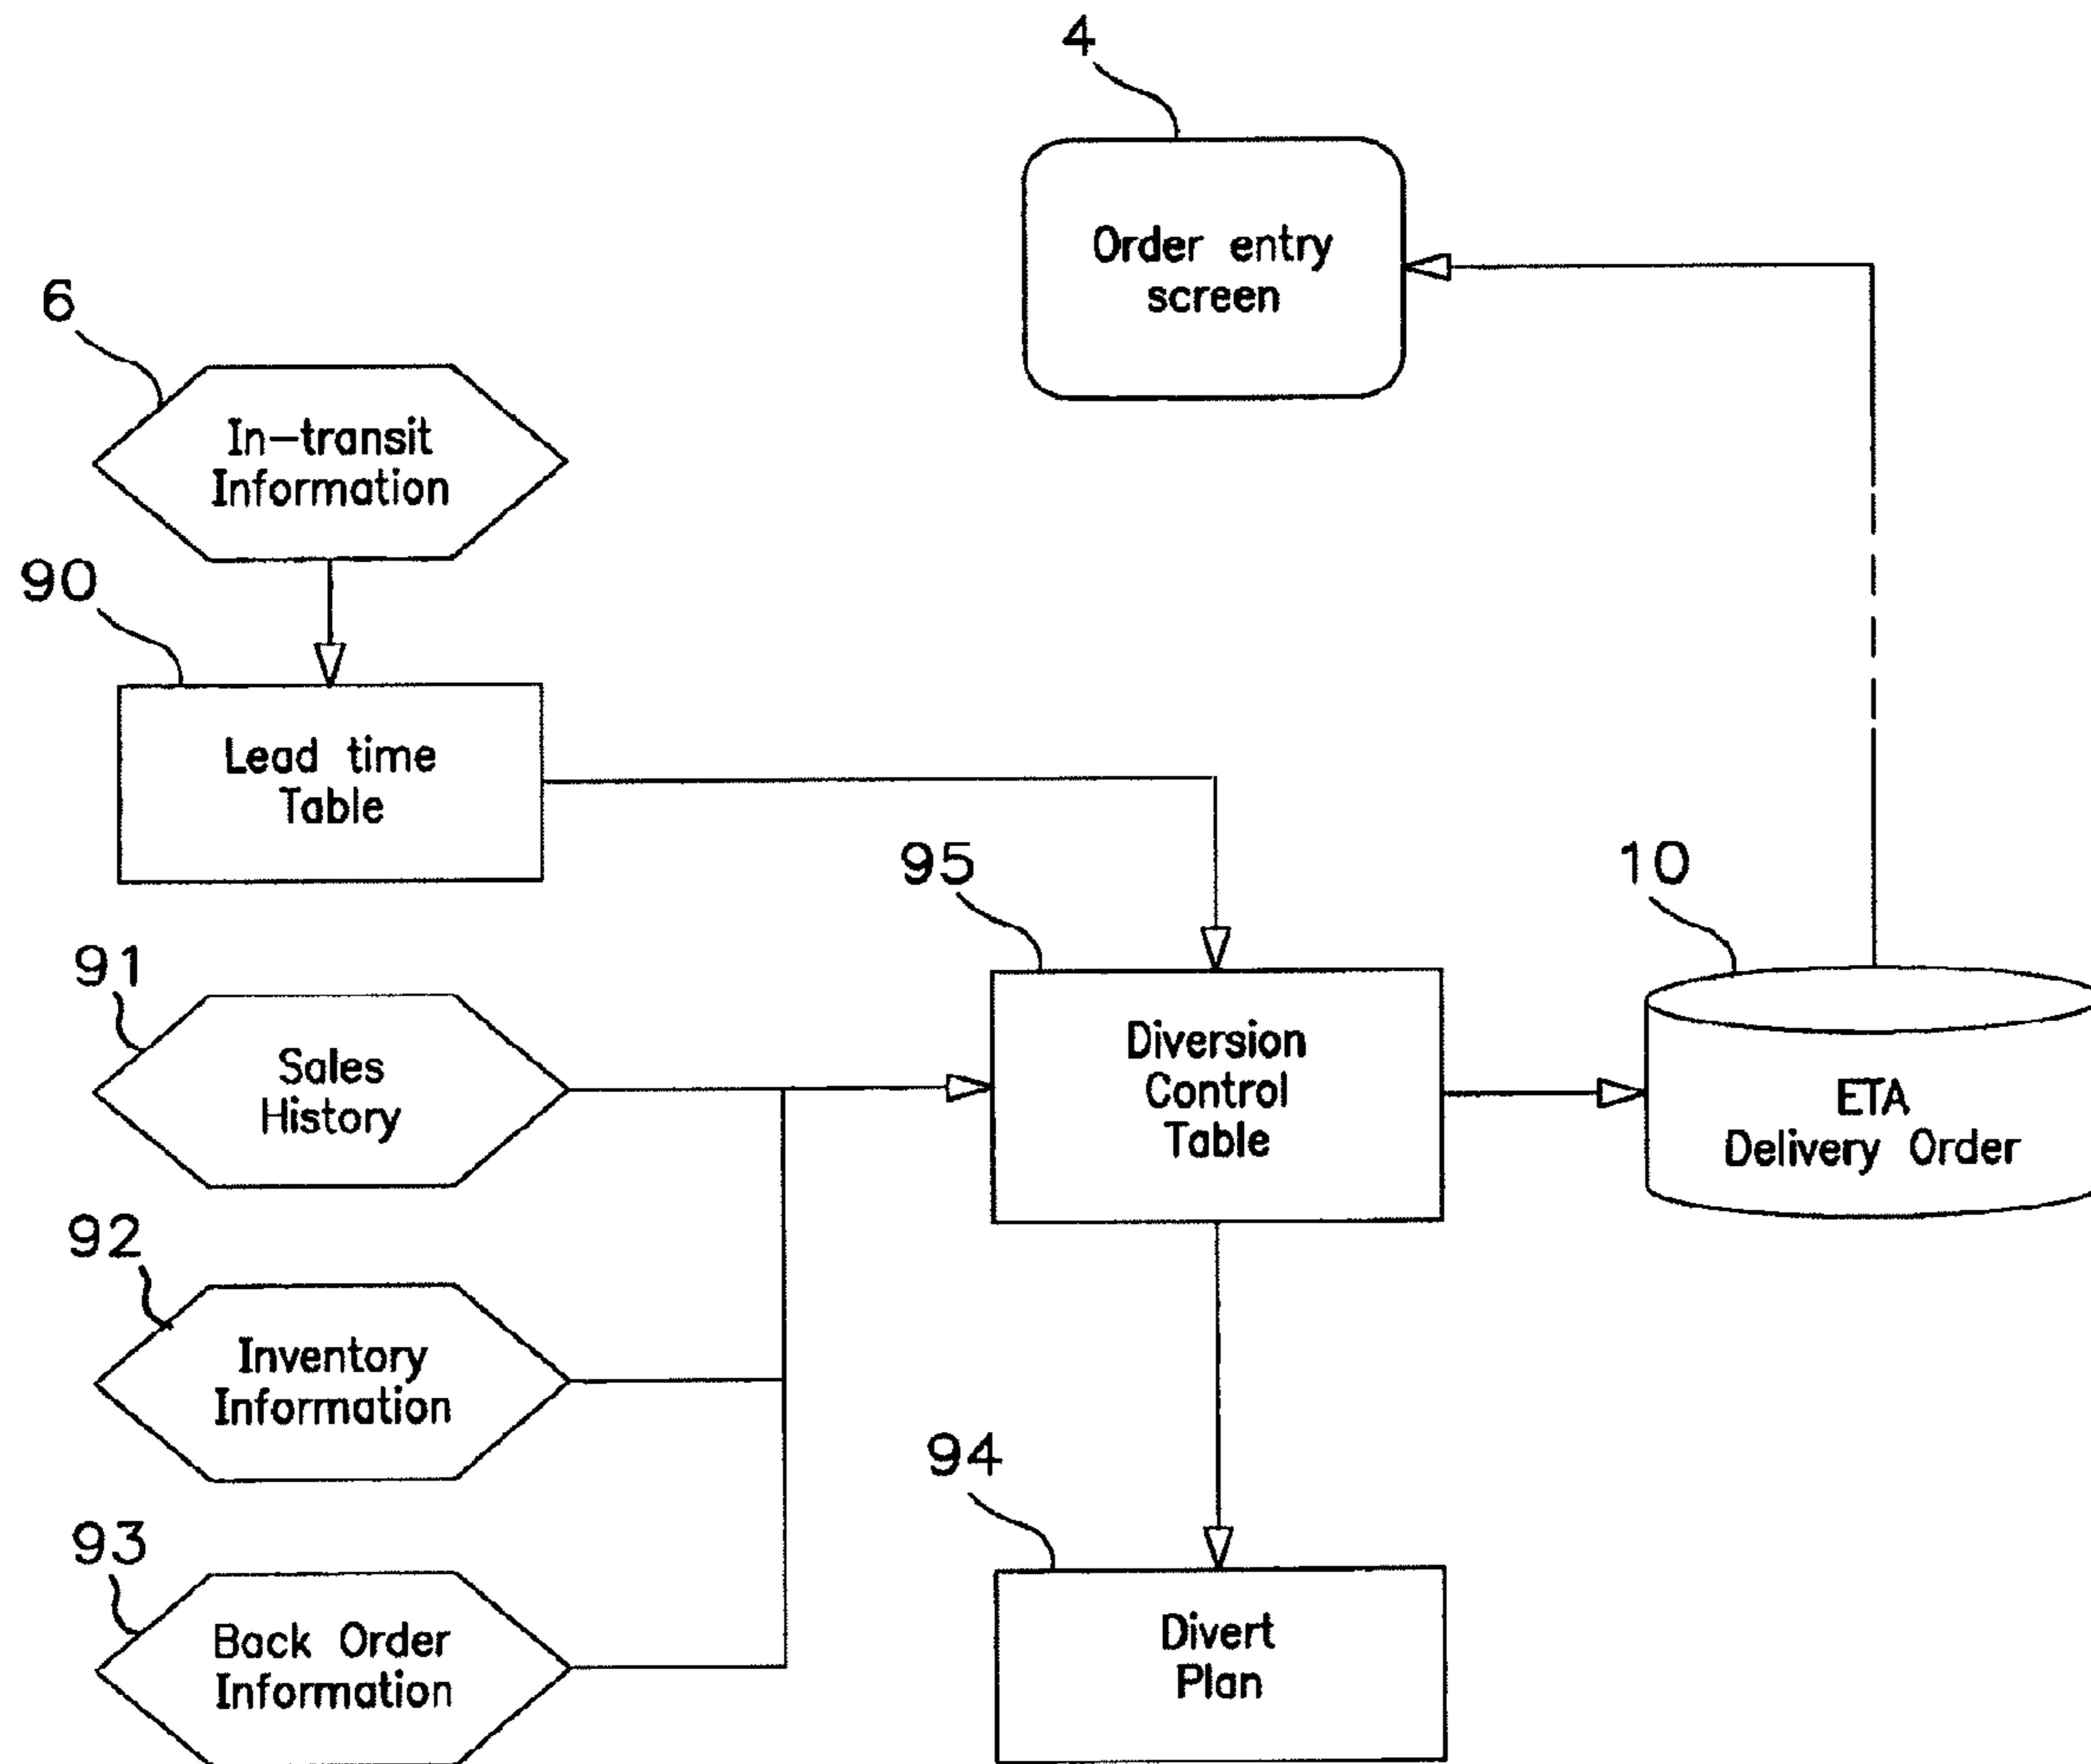 4
Order entry
screen
6
In-transit
Information
90
Lead time
Table
95
10
91
Sales
History
Diversion
Control
Table
ETA
Delivery Order
92
Inventory
Information
94
93
Back Order
Information
Divert
Plan